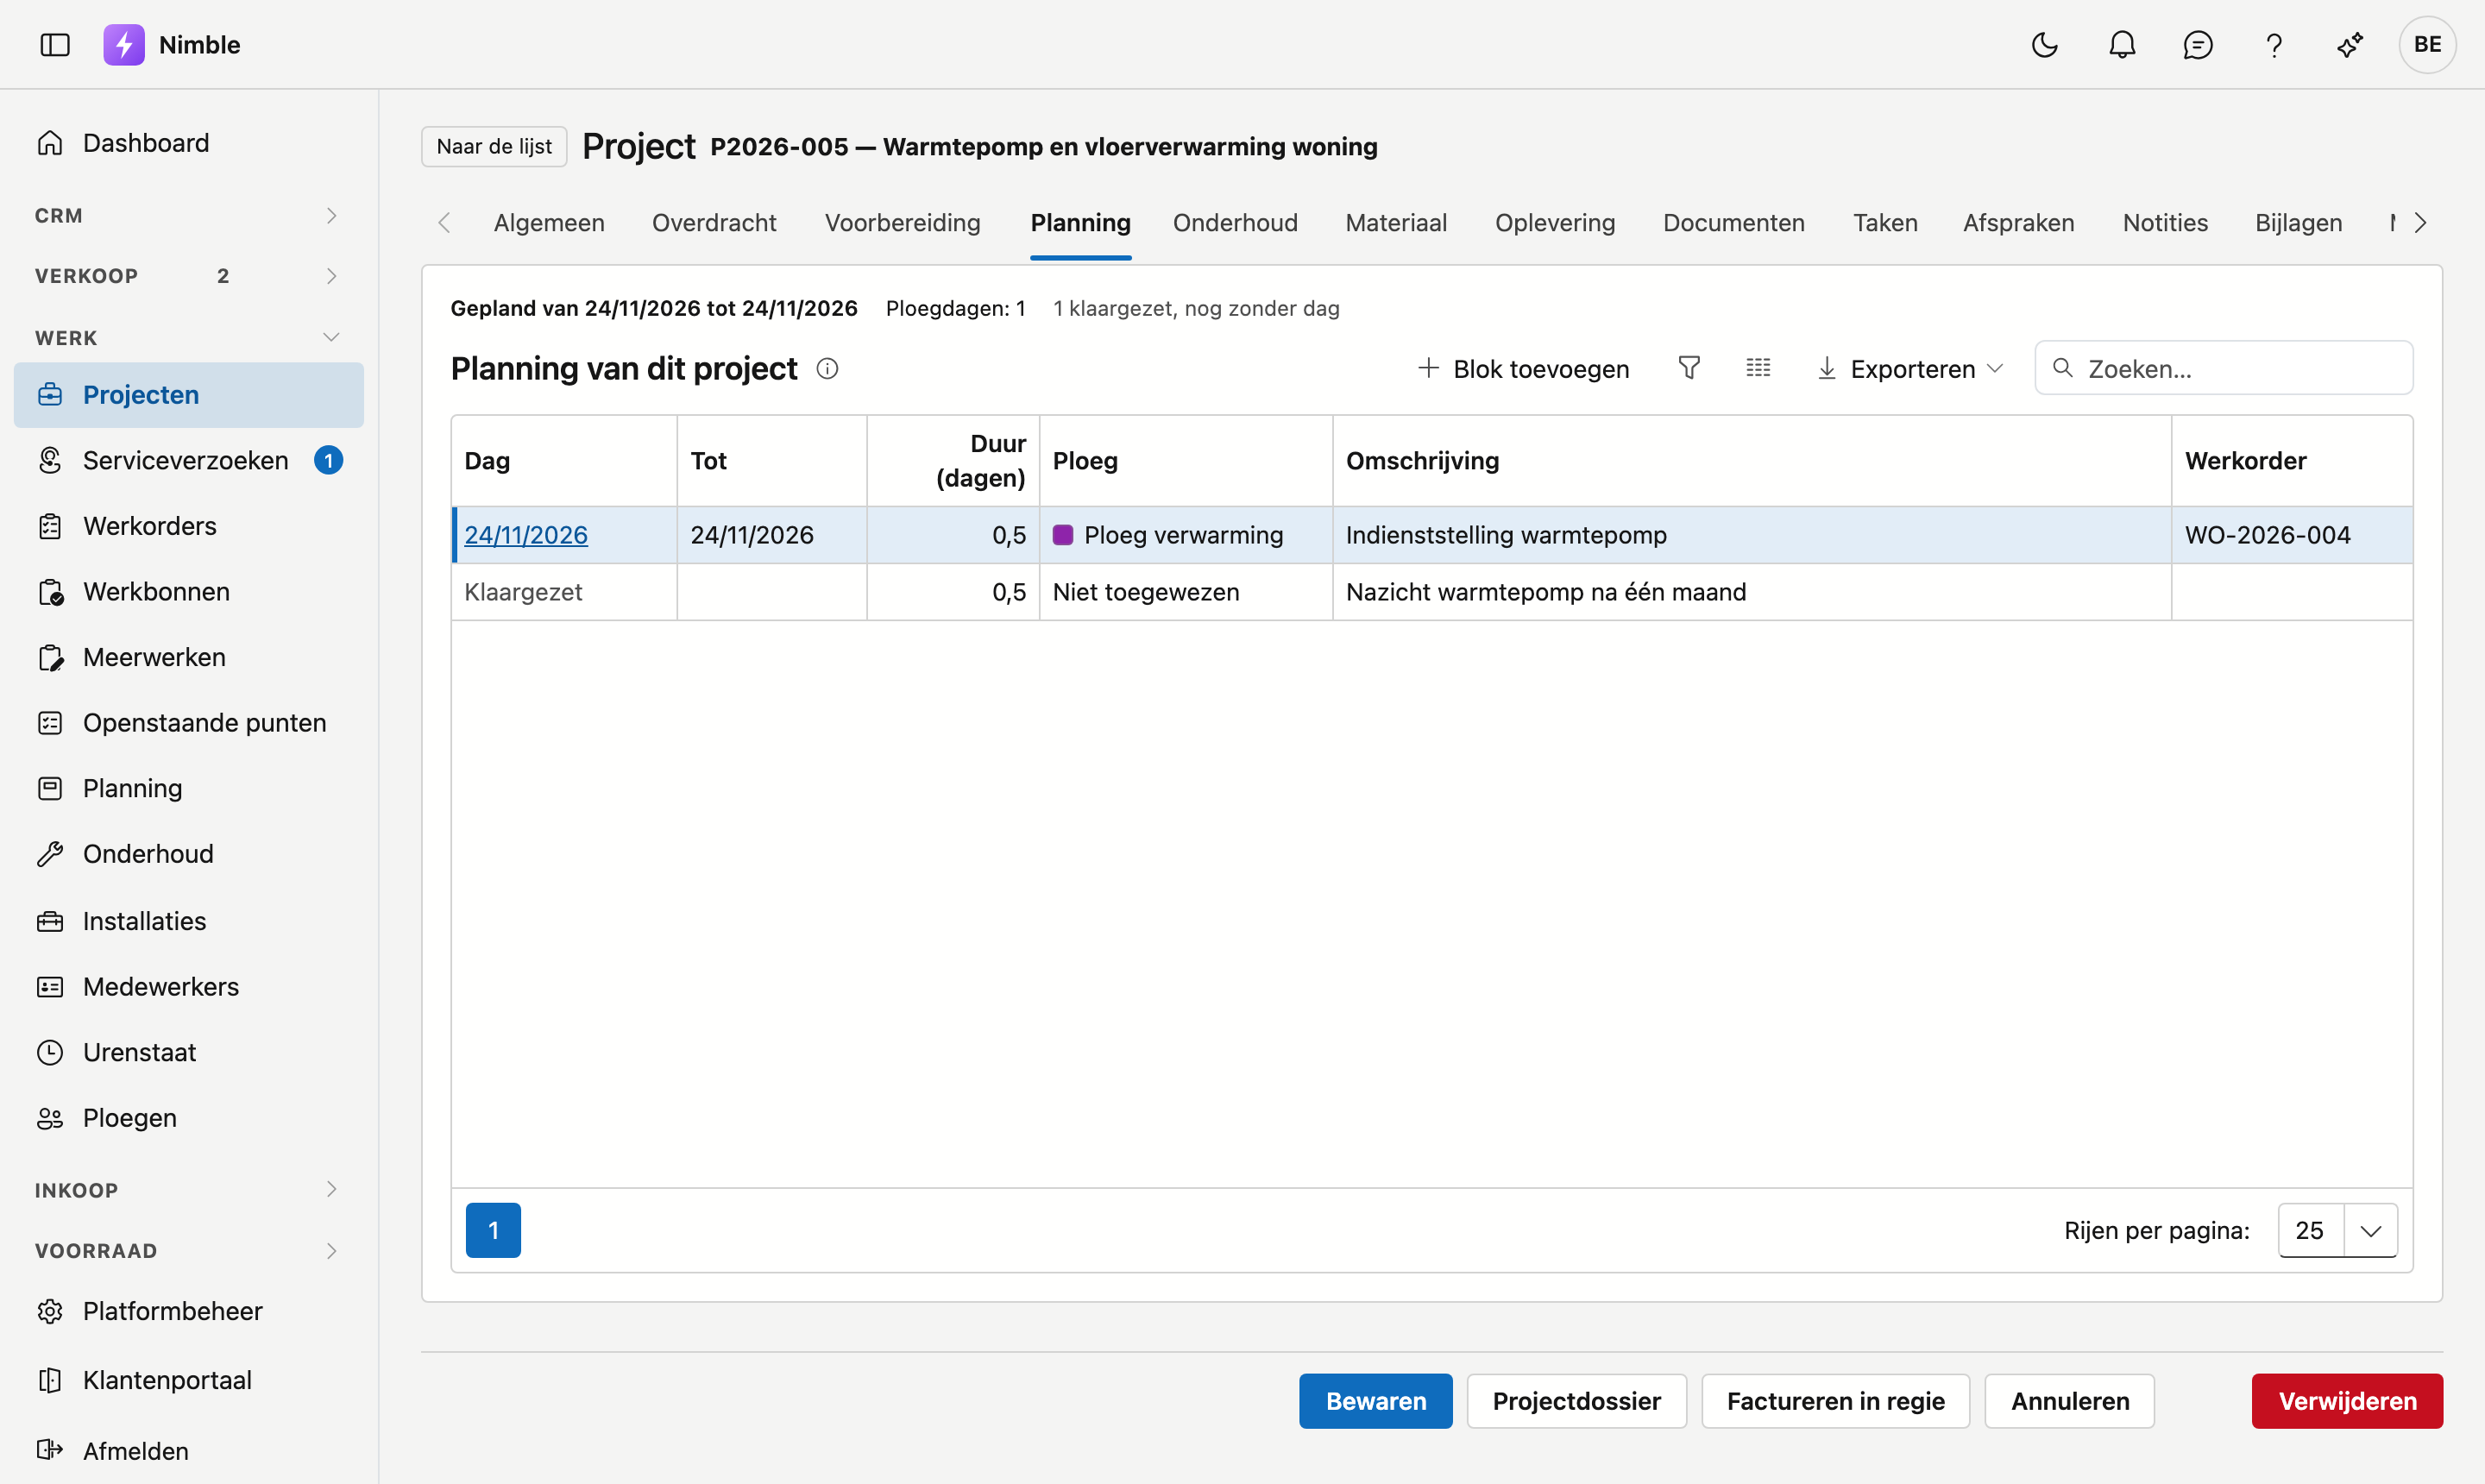 Nimble
BE
Dashboard
CRM
VERKOOP 2
WERK
Projecten
Serviceverzoeken 1
Werkorders
Werkbonnen
Meerwerken
Openstaande punten
Planning
Onderhoud
Installaties
Medewerkers
Urenstaat
Ploegen
INKOOP
VOORRAAD
Platformbeheer
Klantenportaal
Afmelden
Naar de lijst Project P2026-005 — Warmtepomp en vloerverwarming woning
Algemeen Overdracht Voorbereiding Planning Onderhoud Materiaal Oplevering Documenten Taken Afspraken Notities Bijlagen
Gepland van 24/11/2026 tot 24/11/2026 Ploegdagen: 1 1 klaargezet, nog zonder dag
Planning van dit project Blok toevoegen Exporteren Zoeken...
Dag Tot Duur (dagen) Ploeg Omschrijving Werkorder
24/11/2026 24/11/2026 0,5 Ploeg verwarming Indienststelling warmtepomp WO-2026-004
Klaargezet 0,5 Niet toegewezen Nazicht warmtepomp na één maand
1 Rijen per pagina: 25
Bewaren Projectdossier Factureren in regie Annuleren Verwijderen